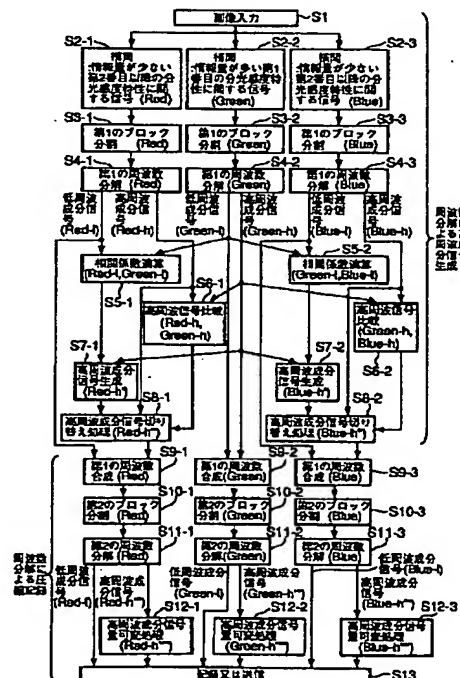 画像入力
S1
S2-1
S2-2
S2-3
相関
・情報量が少ない
第2番目以降の分
光感度特性に関
する信号 (Red)
相関
・情報量が多い第1
番目の分光感度特
性に関する信号
(Green)
相関
・情報量が少ない
第2番目以降の分
光感度特性に関
する信号 (Blue)
S3-1
S3-2
S3-3
第1のブロック
分割 (Red)
第1のブロック
分割 (Green)
第1のブロック
分割 (Blue)
S4-1
S4-2
S4-3
第1の周波数
分解 (Red)
第1の周波数
分解 (Green)
第1の周波数
分解 (Blue)
低周波
成分信
号
(Red-l)
高周波
成分信
号
(Red-h)
低周波
成分信
号
(Green-l)
高周波
成分信
号
(Green-h)
低周波
成分信
号
(Blue-l)
高周波
成分信
号
(Blue-h)
S5-2
相関係数演算
(Red-l,Green-l)
相関係数演算
(Green-l,Blue-l)
S5-1
S6-1
高周波信号比較
(Red-h,
Green-h)
高周波信号
比較
(Green-h,
Blue-h)
S6-2
S7-1
S7-2
高周波成分
信号生成
(Red-h')
高周波成分
信号生成
(Blue-h')
S8-1
S8-2
高周波成分信号切り
替え処理(Red-h'')
高周波成分信号切り
替え処理(Blue-h'')
S9-1
S9-2
S9-3
第1の周波数
合成 (Red)
第1の周波数
合成(Green)
第1の周波数
合成 (Blue)
S10-1
S10-2
S10-3
第2のブロック
分割 (Red)
第2のブロック
分割 (Green)
第2のブロック
分割 (Blue)
S11-1
S11-2
S11-3
第2の周波数
分解 (Red)
第2の周波数
分解(Green)
第2の周波数
分解 (Blue)
周波数
分解に
よる圧
縮記録
低周波
成分信
号
(Red-l)
高周波成分
信号
低周波成分
信号
(Green-l)
高周波成分
信号
低周波成分
信号(Blue-l)
高周波成分
信号
S12-1
S12-2
S12-3
高周波成分信号
量可変処理
高周波成分信号
量可変処理
高周波成分信号
量可変処理
記録又は送信
S13